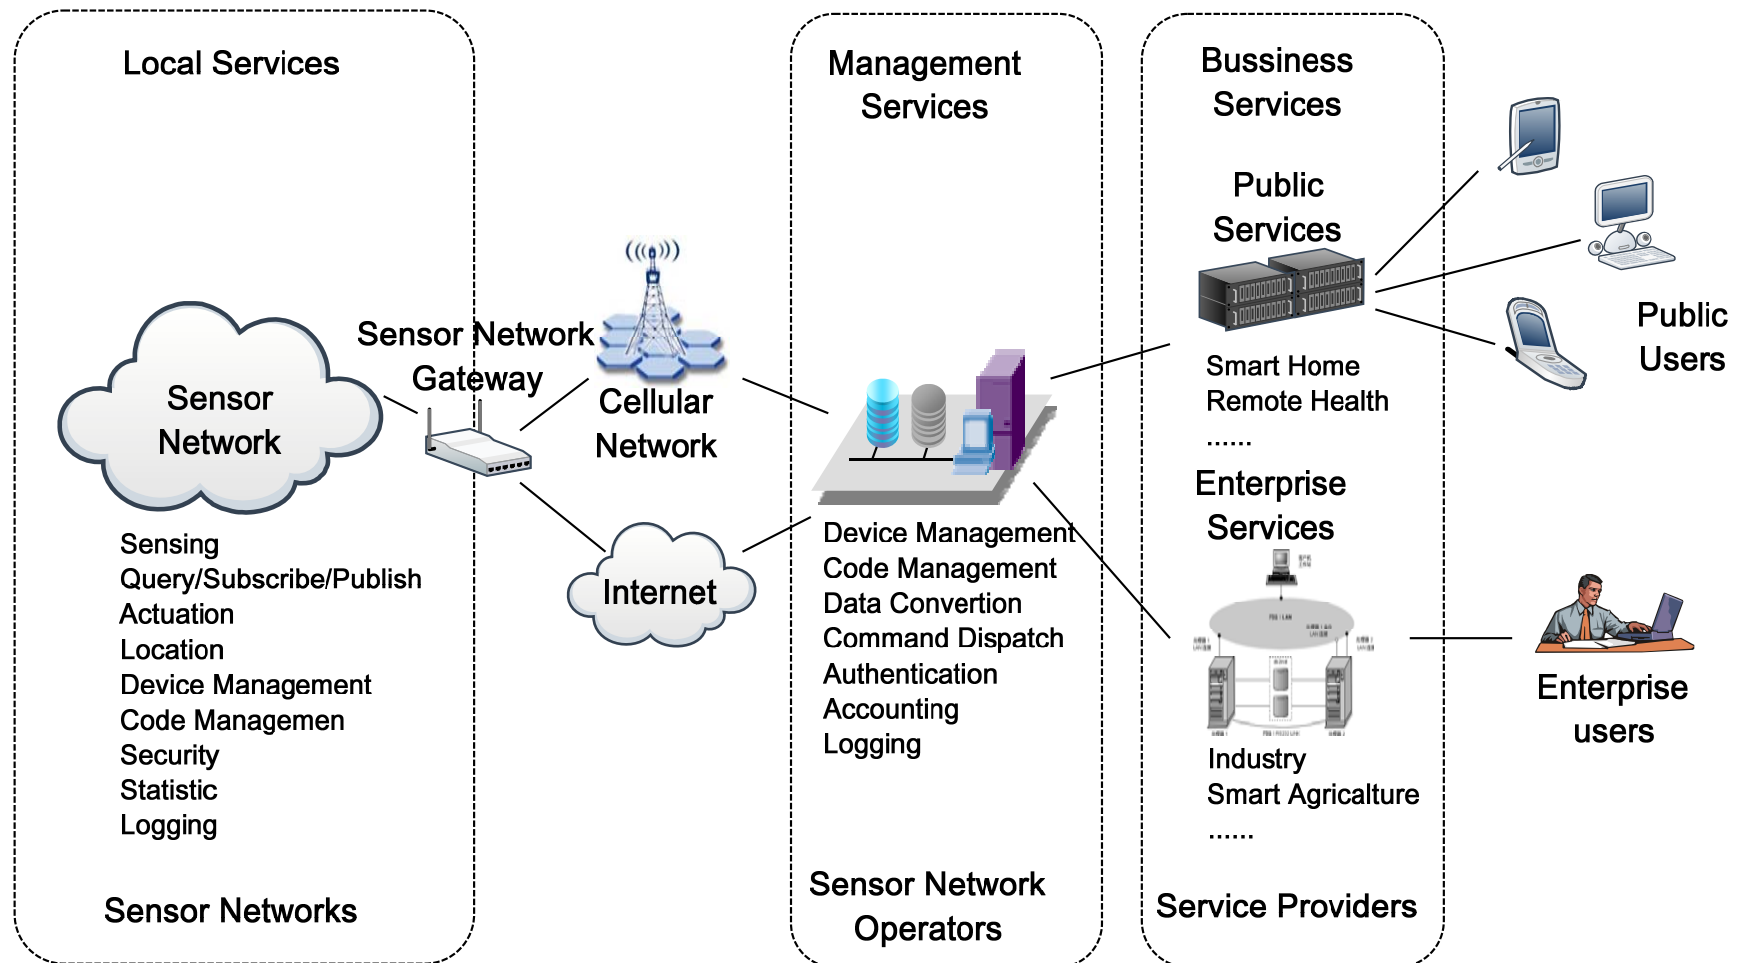 Local Services
Sensor
Network
Sensing
Query/Subscribe/Publish
Actuation
Location
Device Management
Code Managemen
Security
Statistic
Logging
Sensor Networks
Sensor Network
Gateway
Cellular
Network
Internet
Management
Services
Device Management
Code Management
Data Convertion
Command Dispatch
Authentication
Accounting
Logging
Sensor Network
Operators
Bussiness
Services
Public
Services
Smart Home
Remote Health
......
Enterprise
Services
Industry
Smart Agricalture
......
Service Providers
Public
Users
Enterprise
users